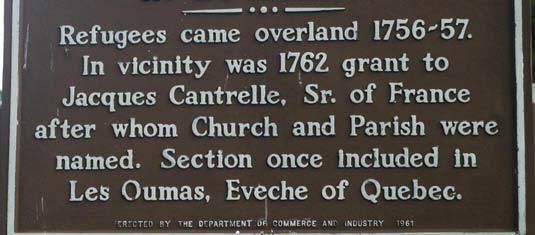 Refugees came overland 1756-57.
In vicinity was 1762 grant to
Jacques Cantrelle, Sr. of France
after whom Church and Parish were
named. Section once included in
Les Oumas, Eveche of Quebec.
ERECTED BY THE DEPARTMENT OF COMMERCE AND INDUSTRY 1961